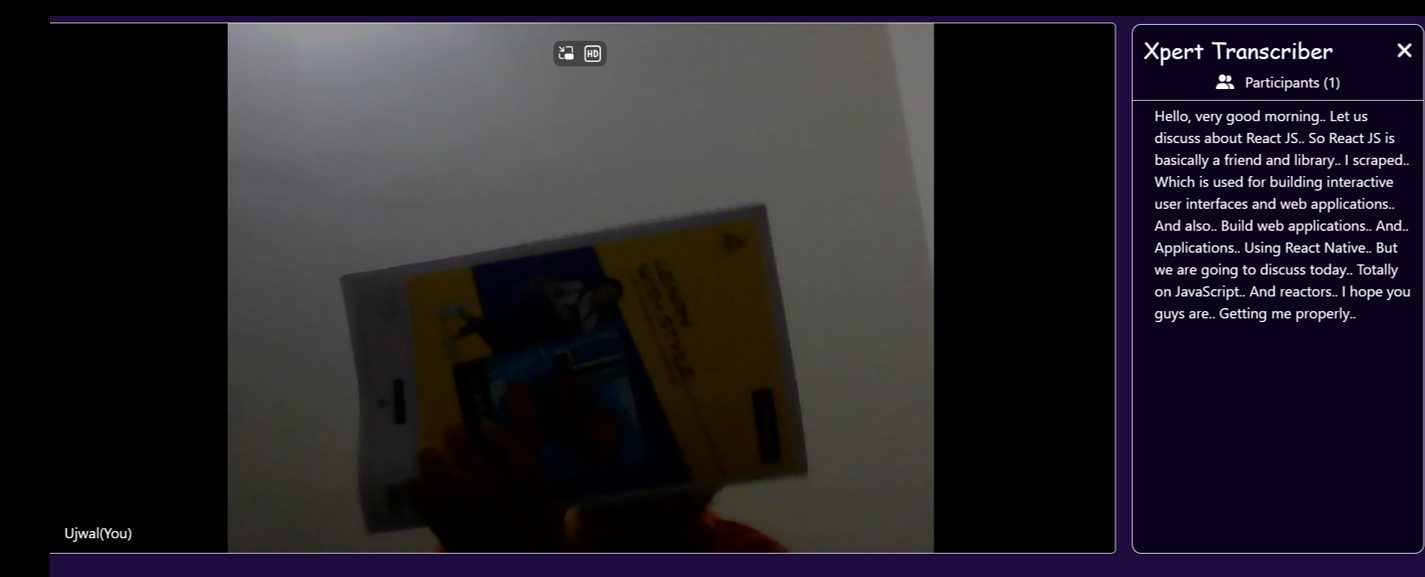 HD
Xpert Transcriber
Participants (1)
Hello, very good morning.. Let us
discuss about React JS.. So React JS is
basically a friend and library.. I scraped..
Which is used for building interactive
user interfaces and web applications..
And also.. Build web applications.. And..
Applications.. Using React Native.. But
we are going to discuss today.. Totally
on JavaScript.. And reactors.. I hope you
guys are.. Getting me properly..
LEARN
WITH STYLE
Ujwal(You)